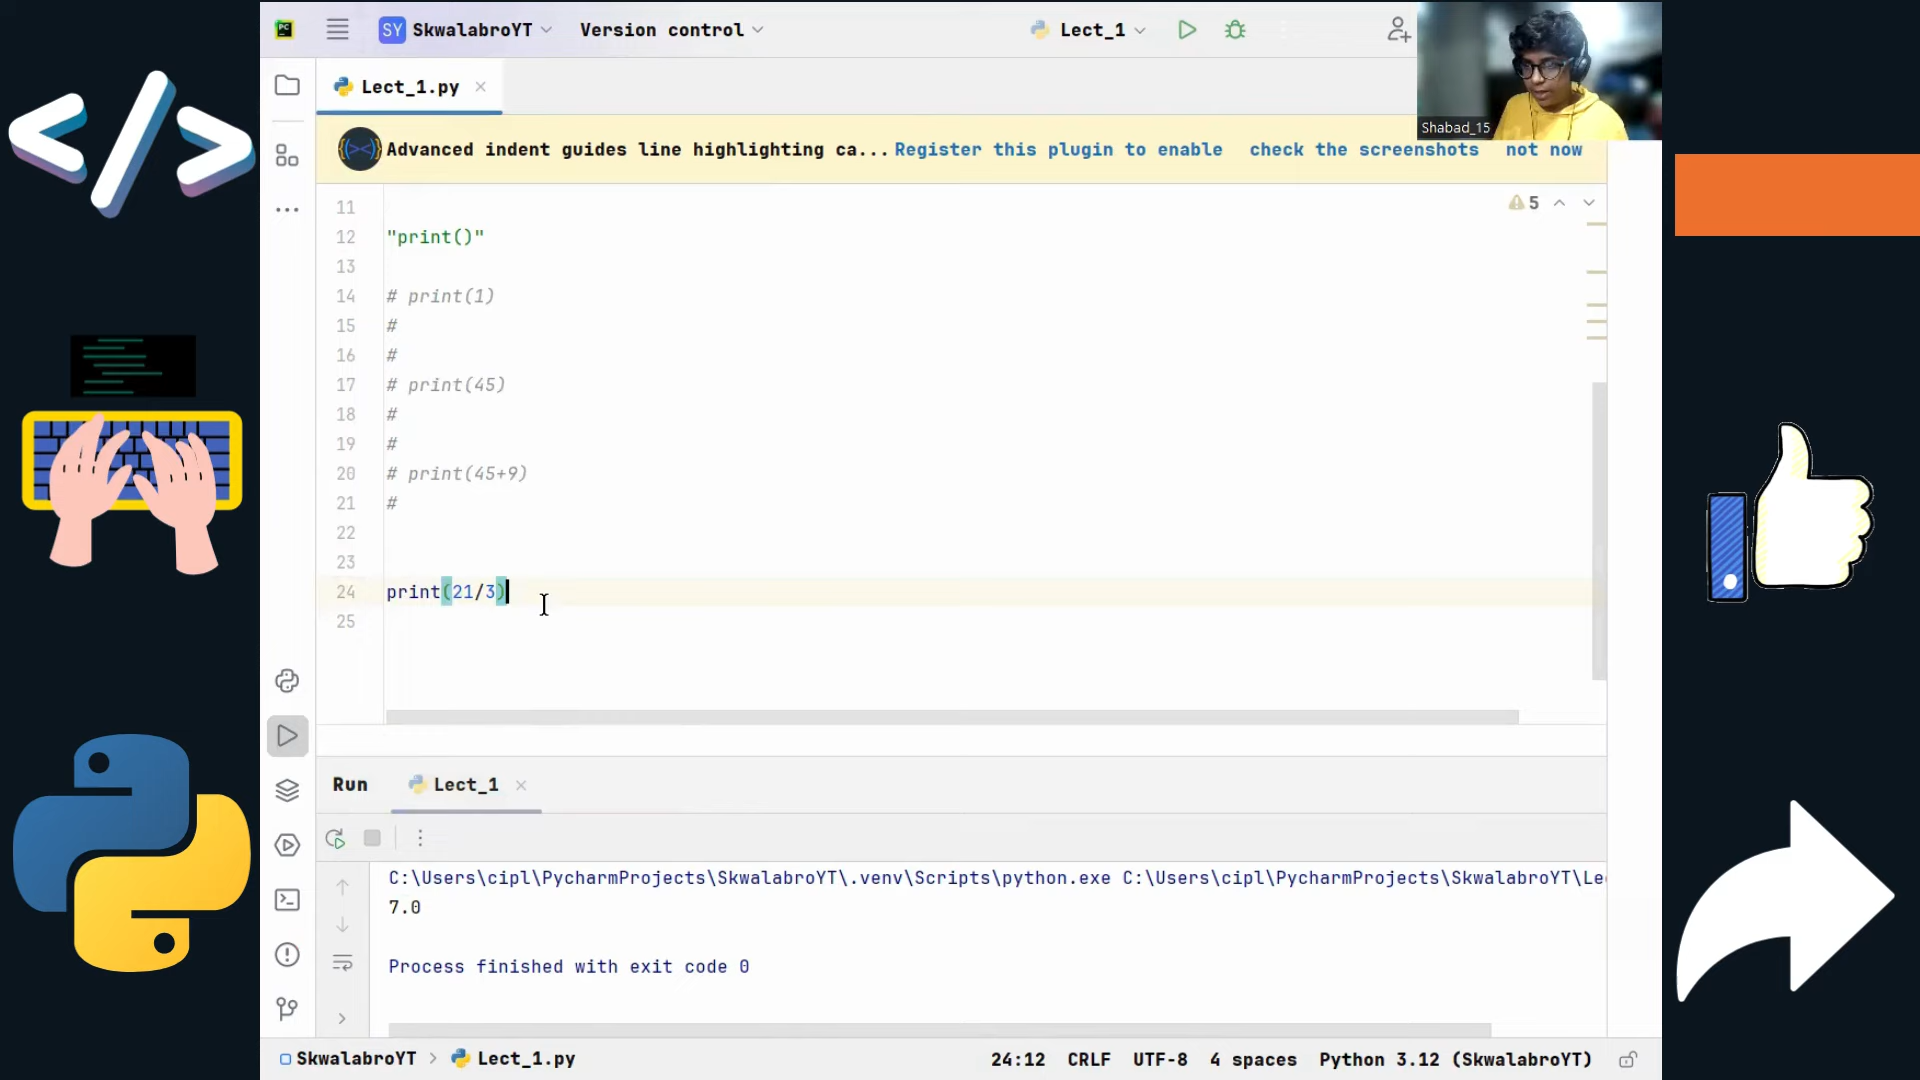 SY SkwalabroYT Version control Lect_1
Lect_1.py
Shabad_15
Advanced indent guides line highlighting ca... Register this plugin to enable check the screenshots not now
5
11
12 "print()"
13
14 # print(1)
15 #
16 #
17 # print(45)
18 #
19 #
20 # print(45+9)
21 #
22
23
24 print(21/3)
25
Run Lect_1
C:\Users\cipl\PycharmProjects\SkwalabroYT\.venv\Scripts\python.exe C:\Users\cipl\PycharmProjects\SkwalabroYT\Le
7.0
Process finished with exit code 0
SkwalabroYT > Lect_1.py 24:12 CRLF UTF-8 4 spaces Python 3.12 (SkwalabroYT)